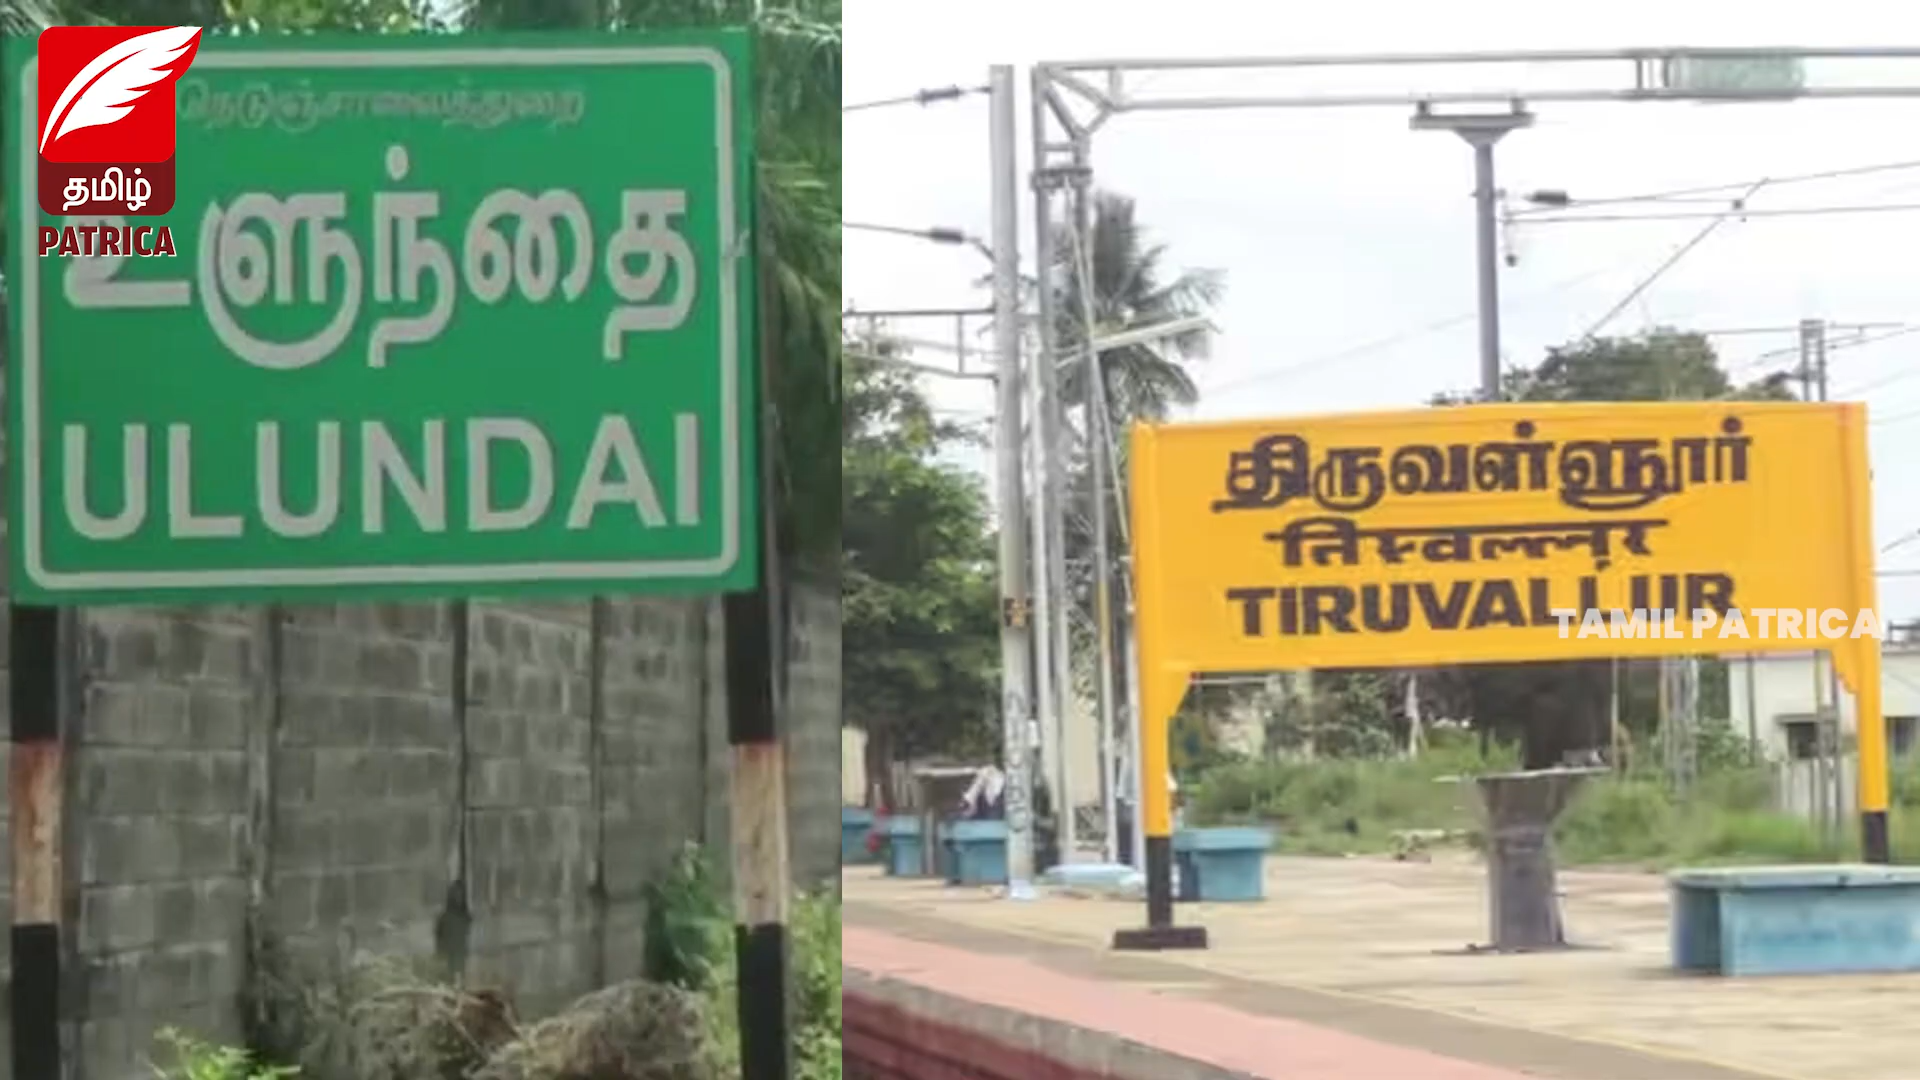 தமிழ்
PATRICA
நெடுஞ்சாலைத்துறை
உளுந்தை
ULUNDAI
திருவள்ளூர்
तिरुवल्लूर
TIRUVALLUR
TAMIL PATRICA